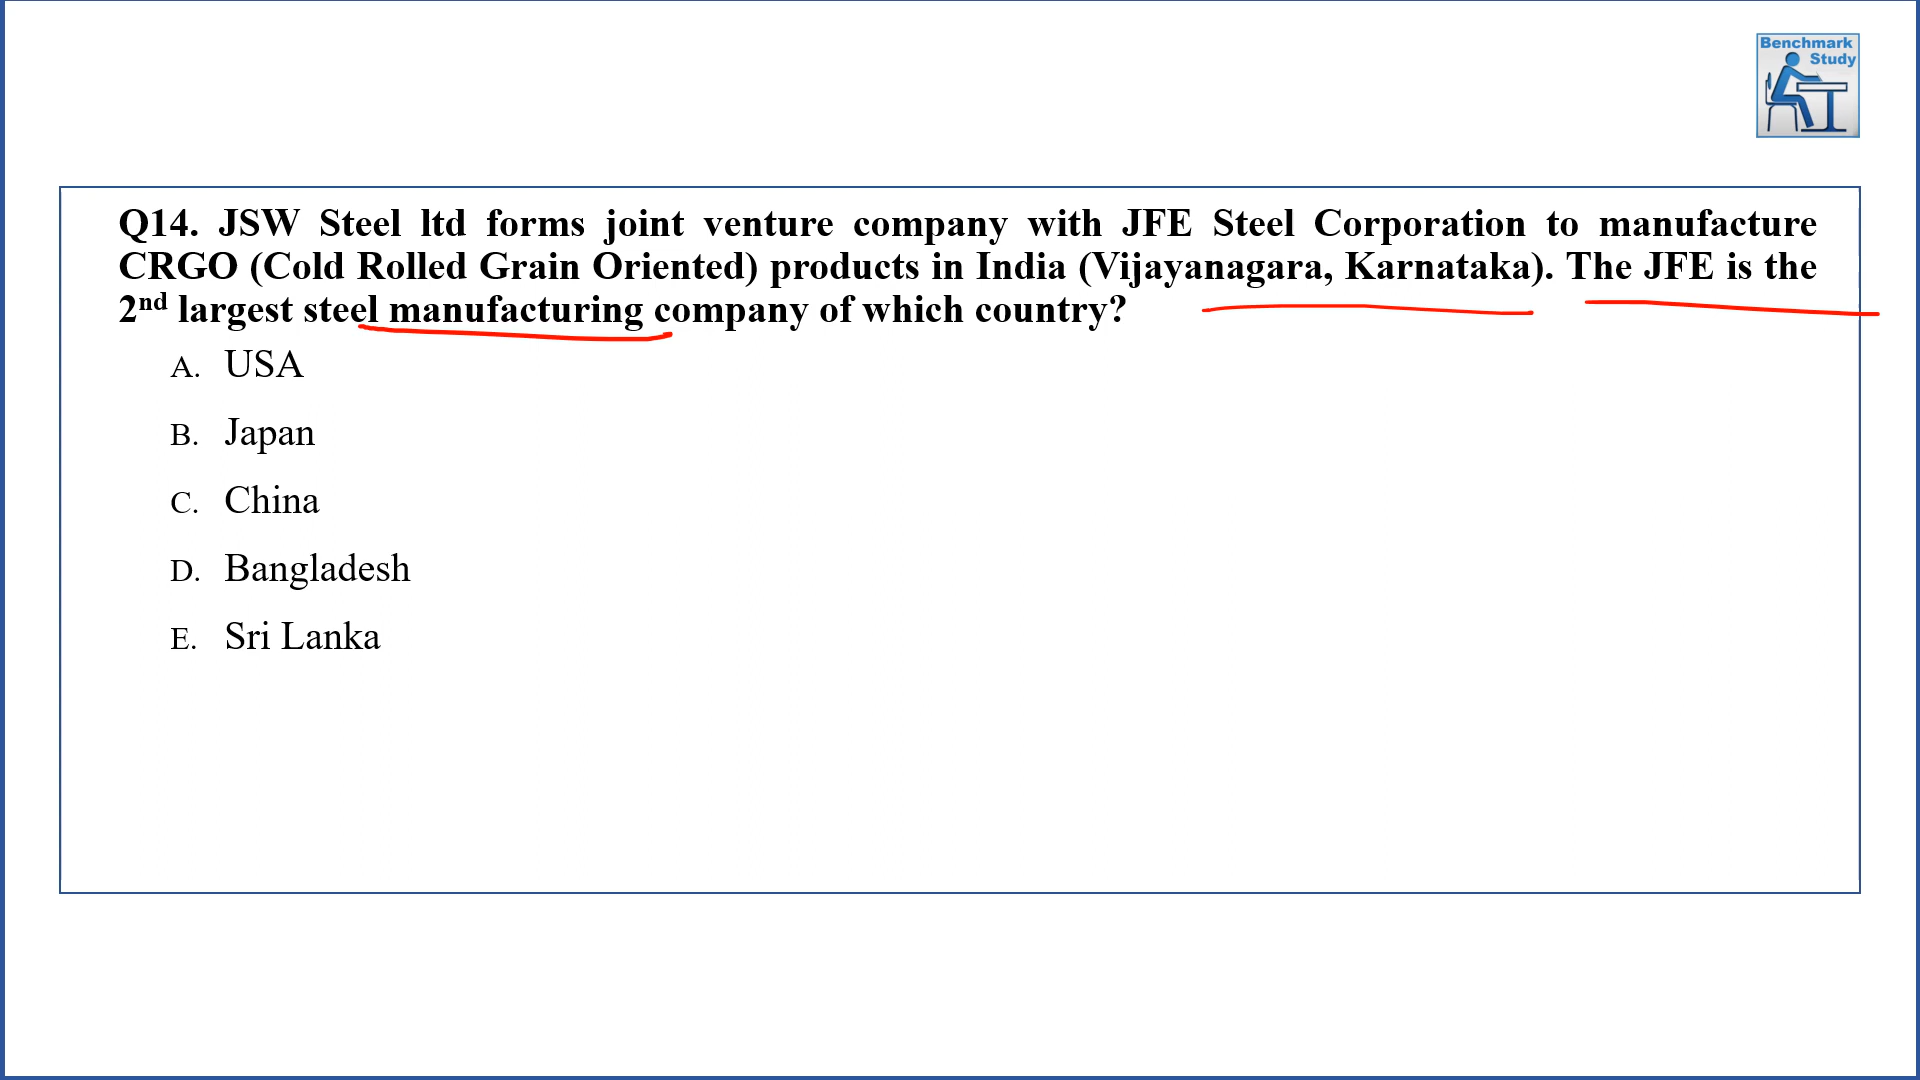 Benchmark
Study
Q14. JSW Steel ltd forms joint venture company with JFE Steel Corporation to manufacture
CRGO (Cold Rolled Grain Oriented) products in India (Vijayanagara, Karnataka). The JFE is the
2nd largest steel manufacturing company of which country?
A. USA
B. Japan
C. China
D. Bangladesh
E. Sri Lanka